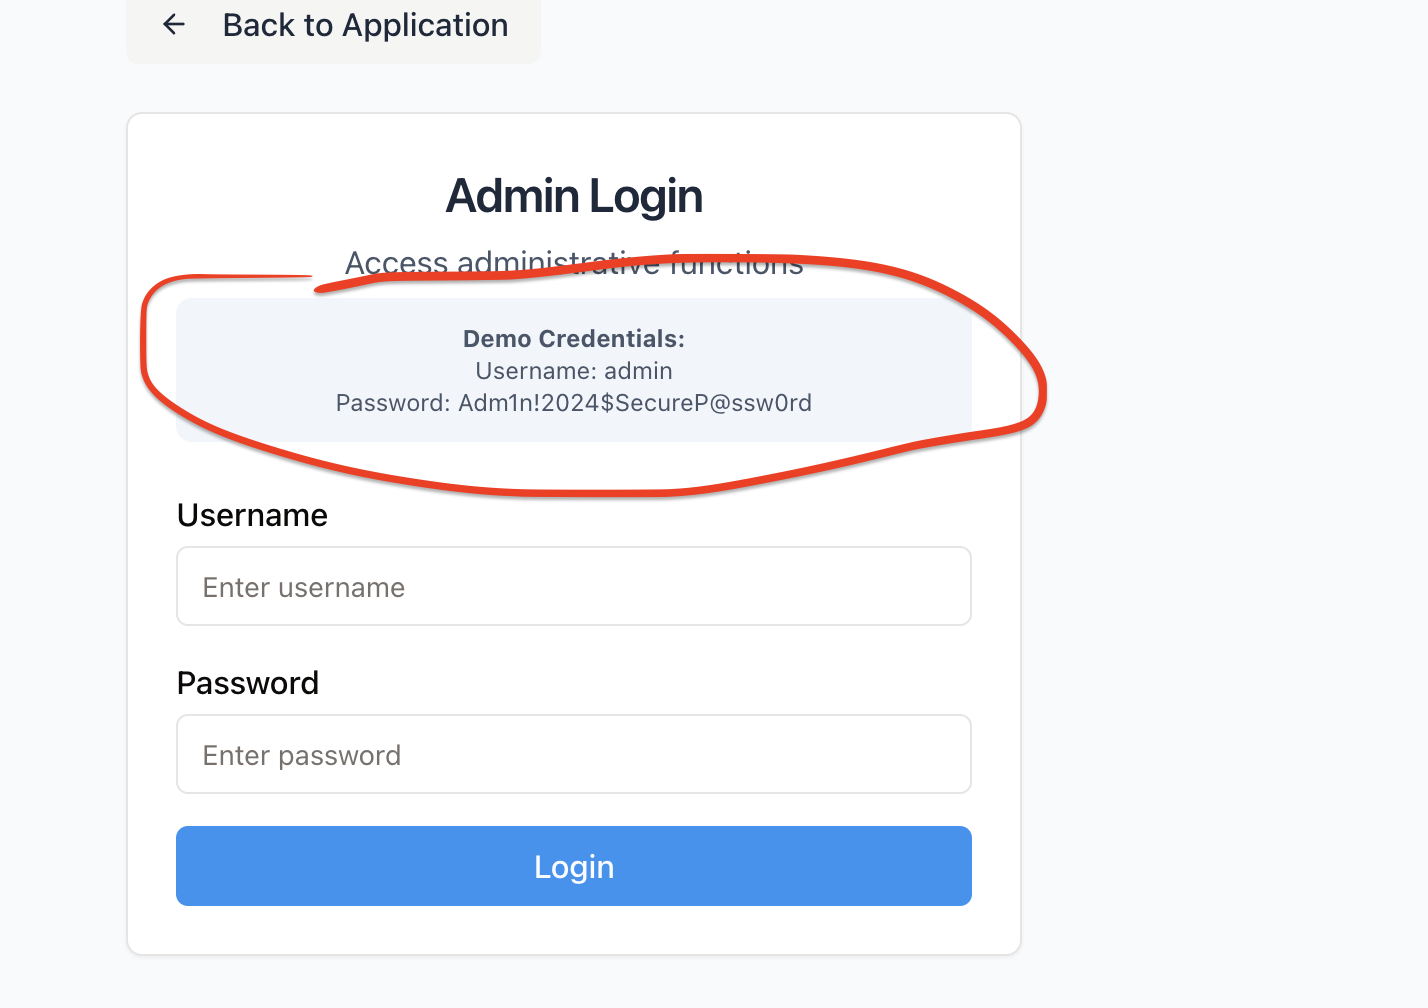 Back to Application
Admin Login
Access administrative functions
Demo Credentials:
Username: admin
Password: Adm1n!2024$SecureP@ssw0rd
Username
Enter username
Password
Enter password
Login